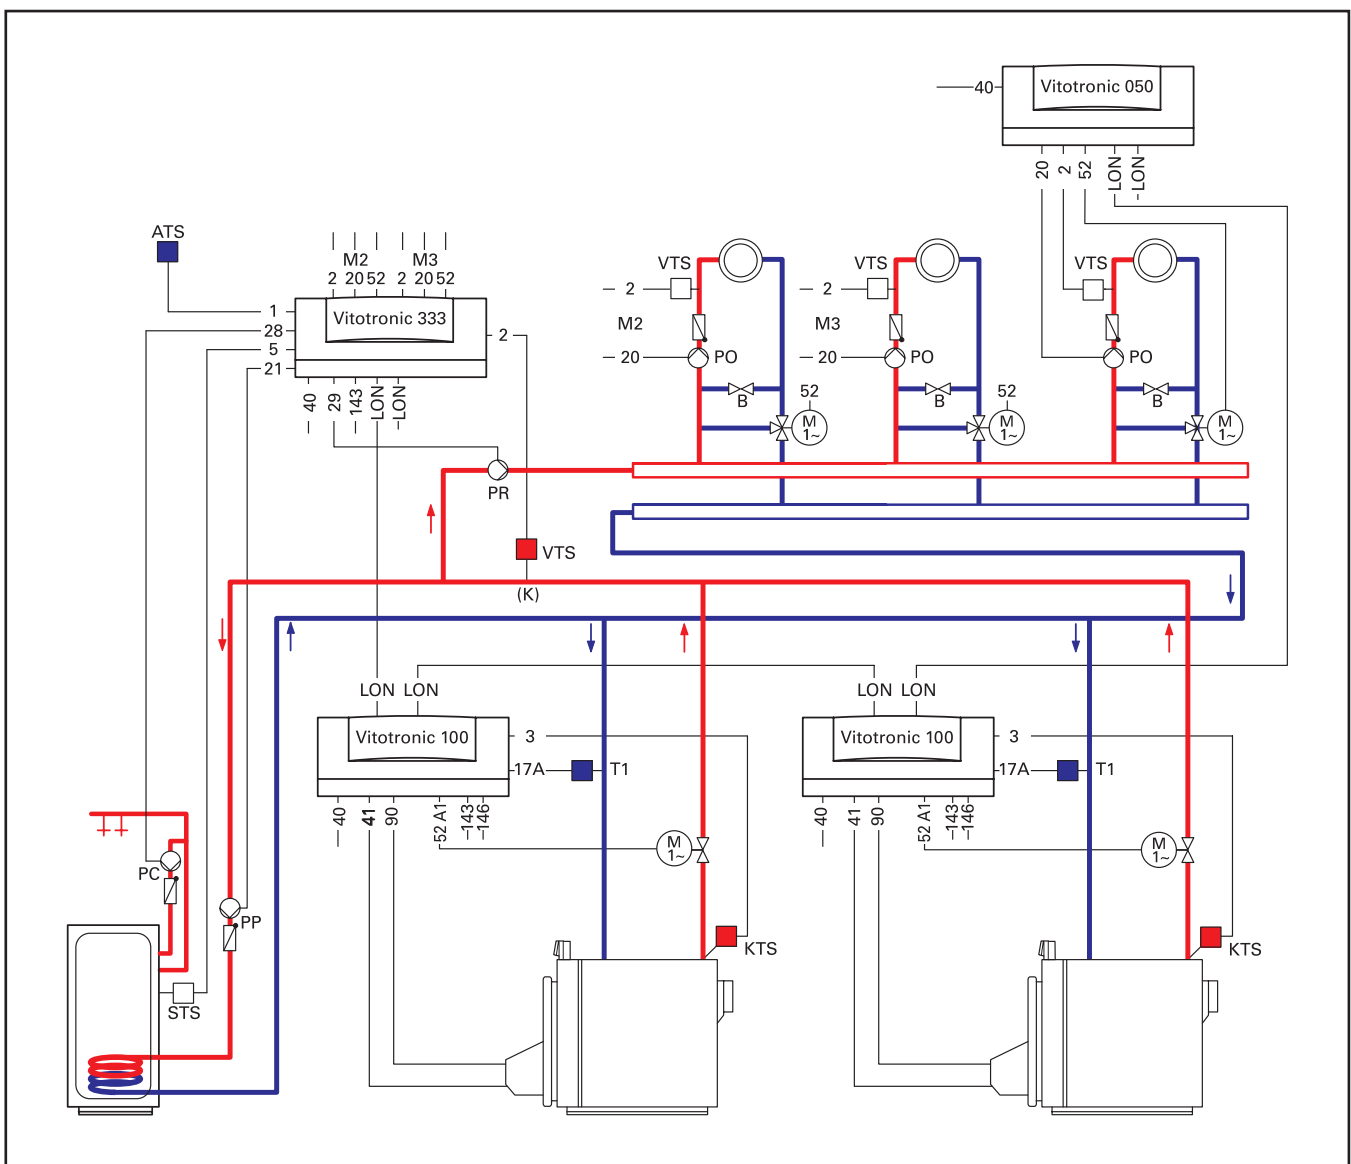 Vitotronic 050
40
20
2
52
LON
LON
ATS
M2
M3
2 20 52 2 20 52
Vitotronic 333
1
28
5
21
2
40
29
143
LON
LON
VTS
2
M2
20
PO
B
52
M
1~
VTS
2
M3
20
PO
B
52
M
1~
VTS
PO
B
M
1~
PR
VTS
(K)
LON LON
Vitotronic 100
3
17A
T1
40
41
90
52 A1
143
146
M
1~
KTS
LON LON
Vitotronic 100
3
17A
T1
40
41
90
52 A1
143
146
M
1~
KTS
PC
PP
STS